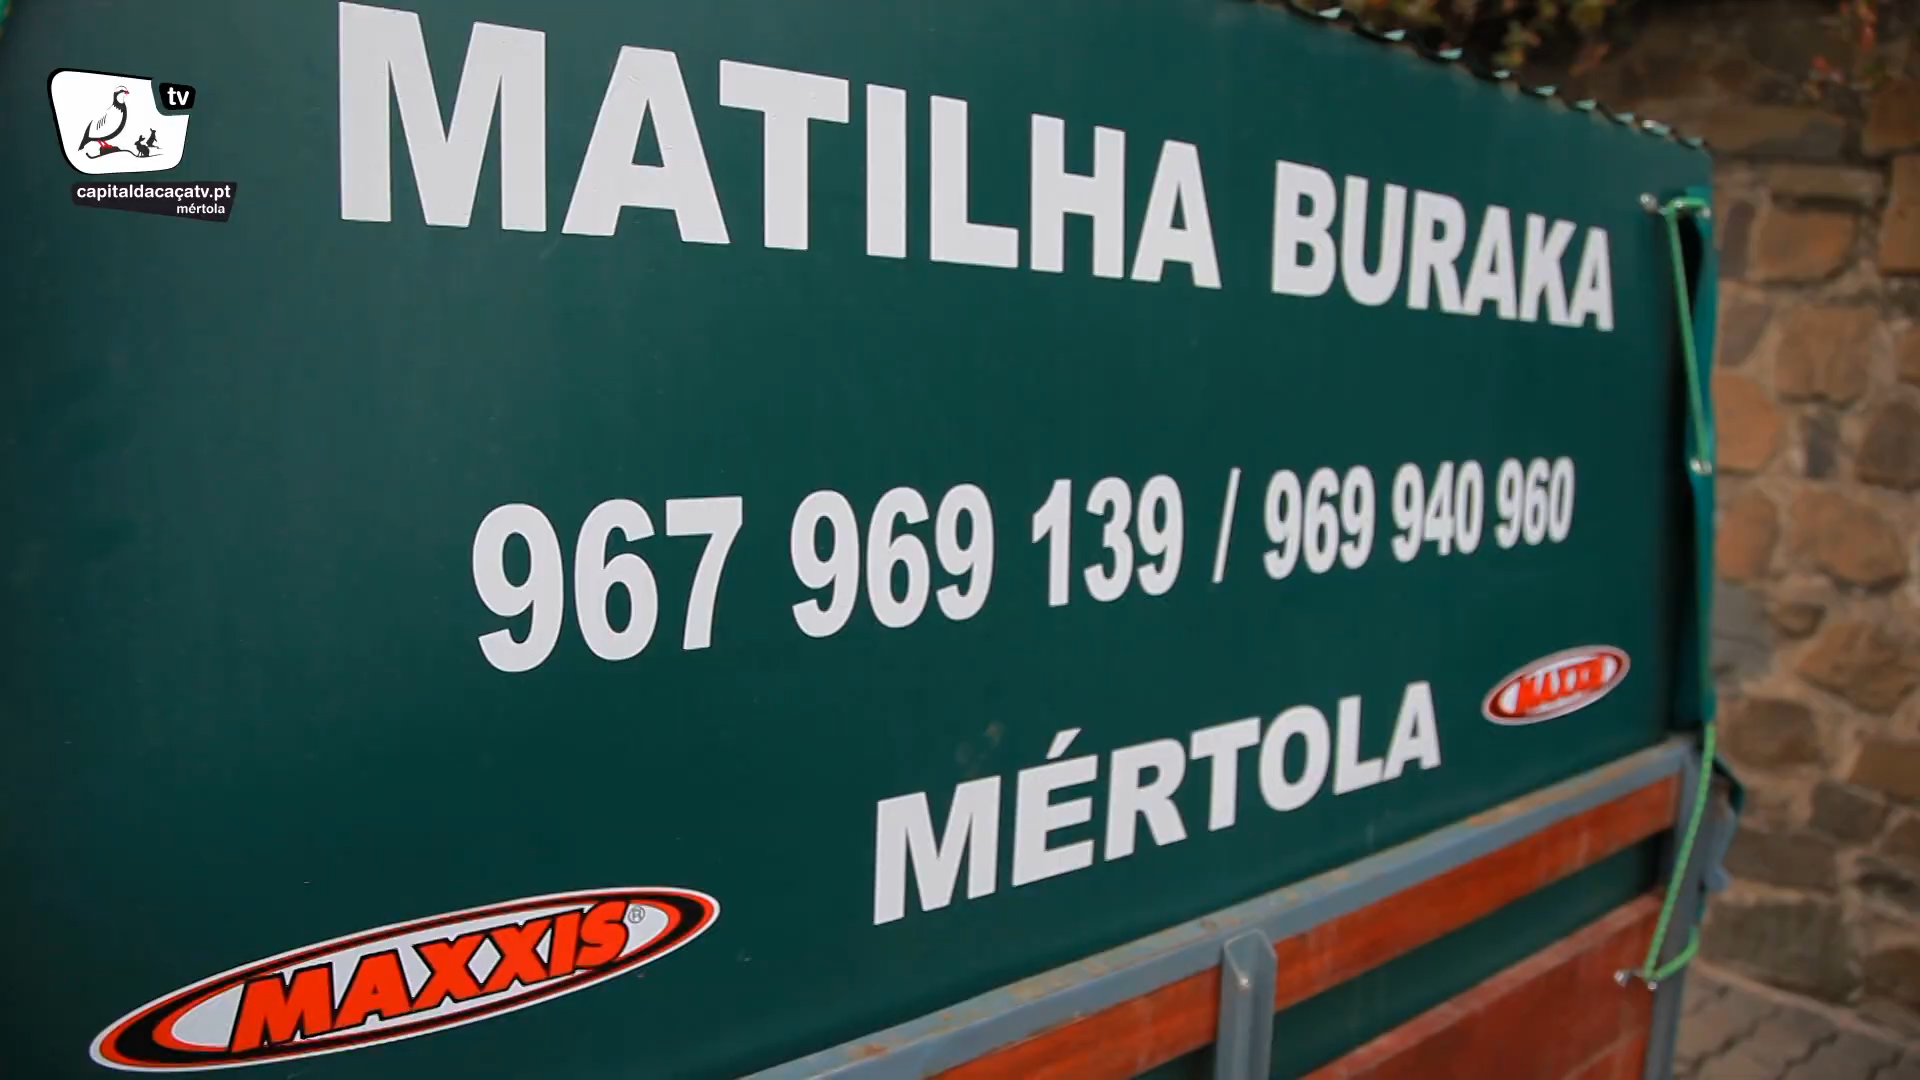 tv
capitaldacaçatv.pt
mértola
MATILHA BURAKA
967 969 139 / 969 940 960
MÉRTOLA
MAXXIS
MAXXIS®